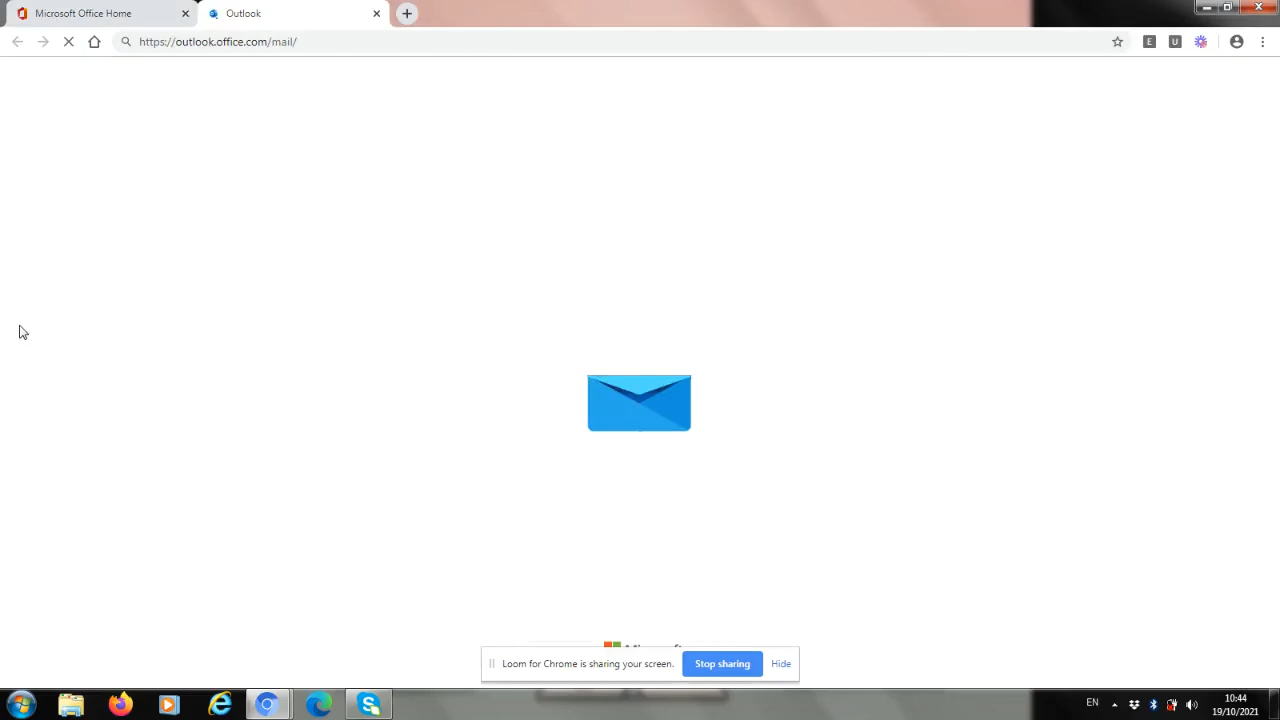 Microsoft Office Home
Outlook
https://outlook.office.com/mail/
E
U
Loom for Chrome is sharing your screen.
Stop sharing
Hide
EN
10:44
19/10/2021